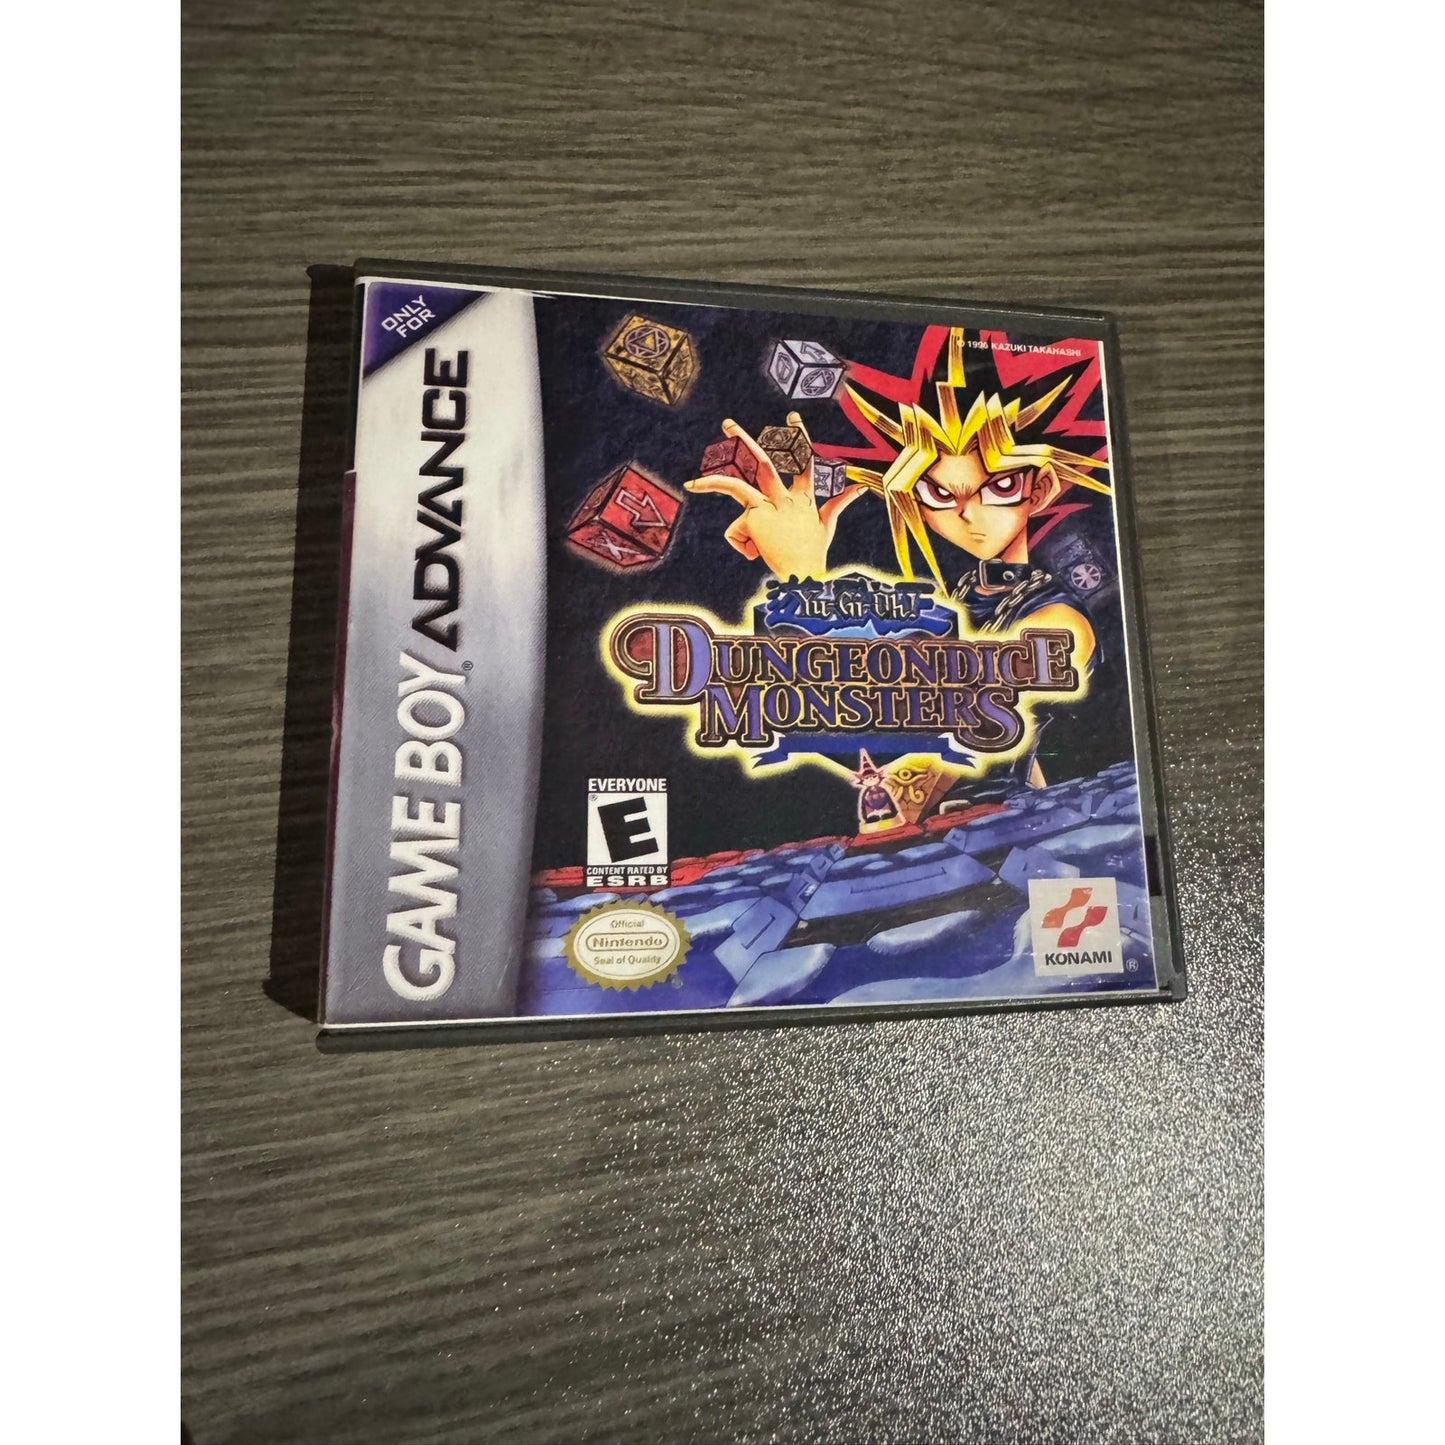 ONLY
FOR
GAME BOY® ADVANCE
© 1996 KAZUKI TAKAHASHI
Yu-Gi-Oh!
DUNGEONDICE
MONSTERS
EVERYONE
E
®
CONTENT RATED BY
ESRB
Official
Nintendo
Seal of Quality
KONAMI
®